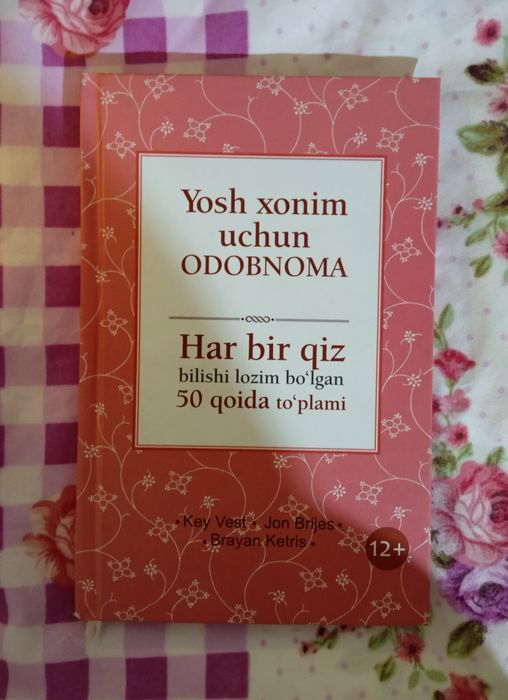 Yosh xonim
uchun
ODOBNOMA
Har bir qiz
bilishi lozim bo‘lgan
50 qoida to‘plami
• Key Vest • Jon Brijes •
• Brayan Ketris •
12+